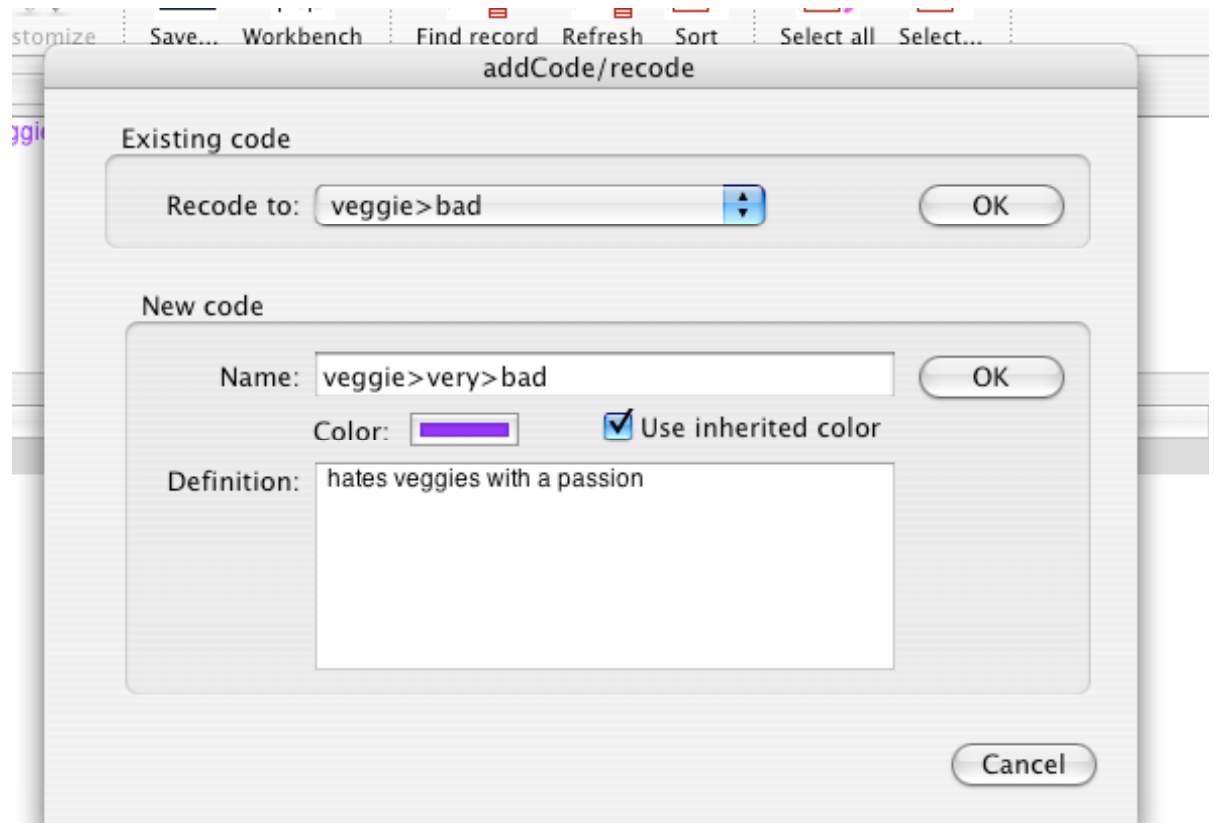 stomize Save... Workbench Find record Refresh Sort Select all Select...
addCode/recode
ggie
Existing code
Recode to: veggie>bad OK
New code
Name: veggie>very>bad OK
Color: Use inherited color
Definition: hates veggies with a passion
Cancel